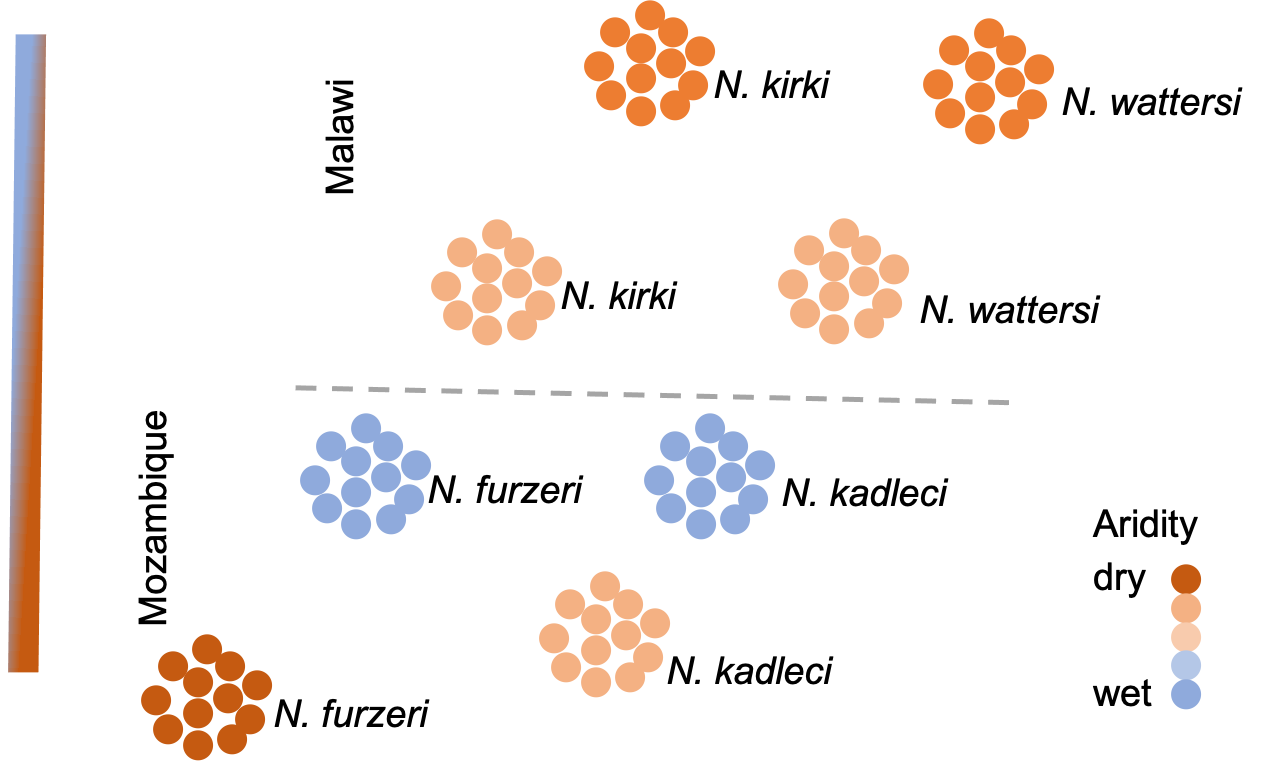 Malawi
N. kirki
N. wattersi
N. kirki
N. wattersi
Mozambique
N. furzeri
N. kadleci
N. kadleci
N. furzeri
Aridity
dry
wet